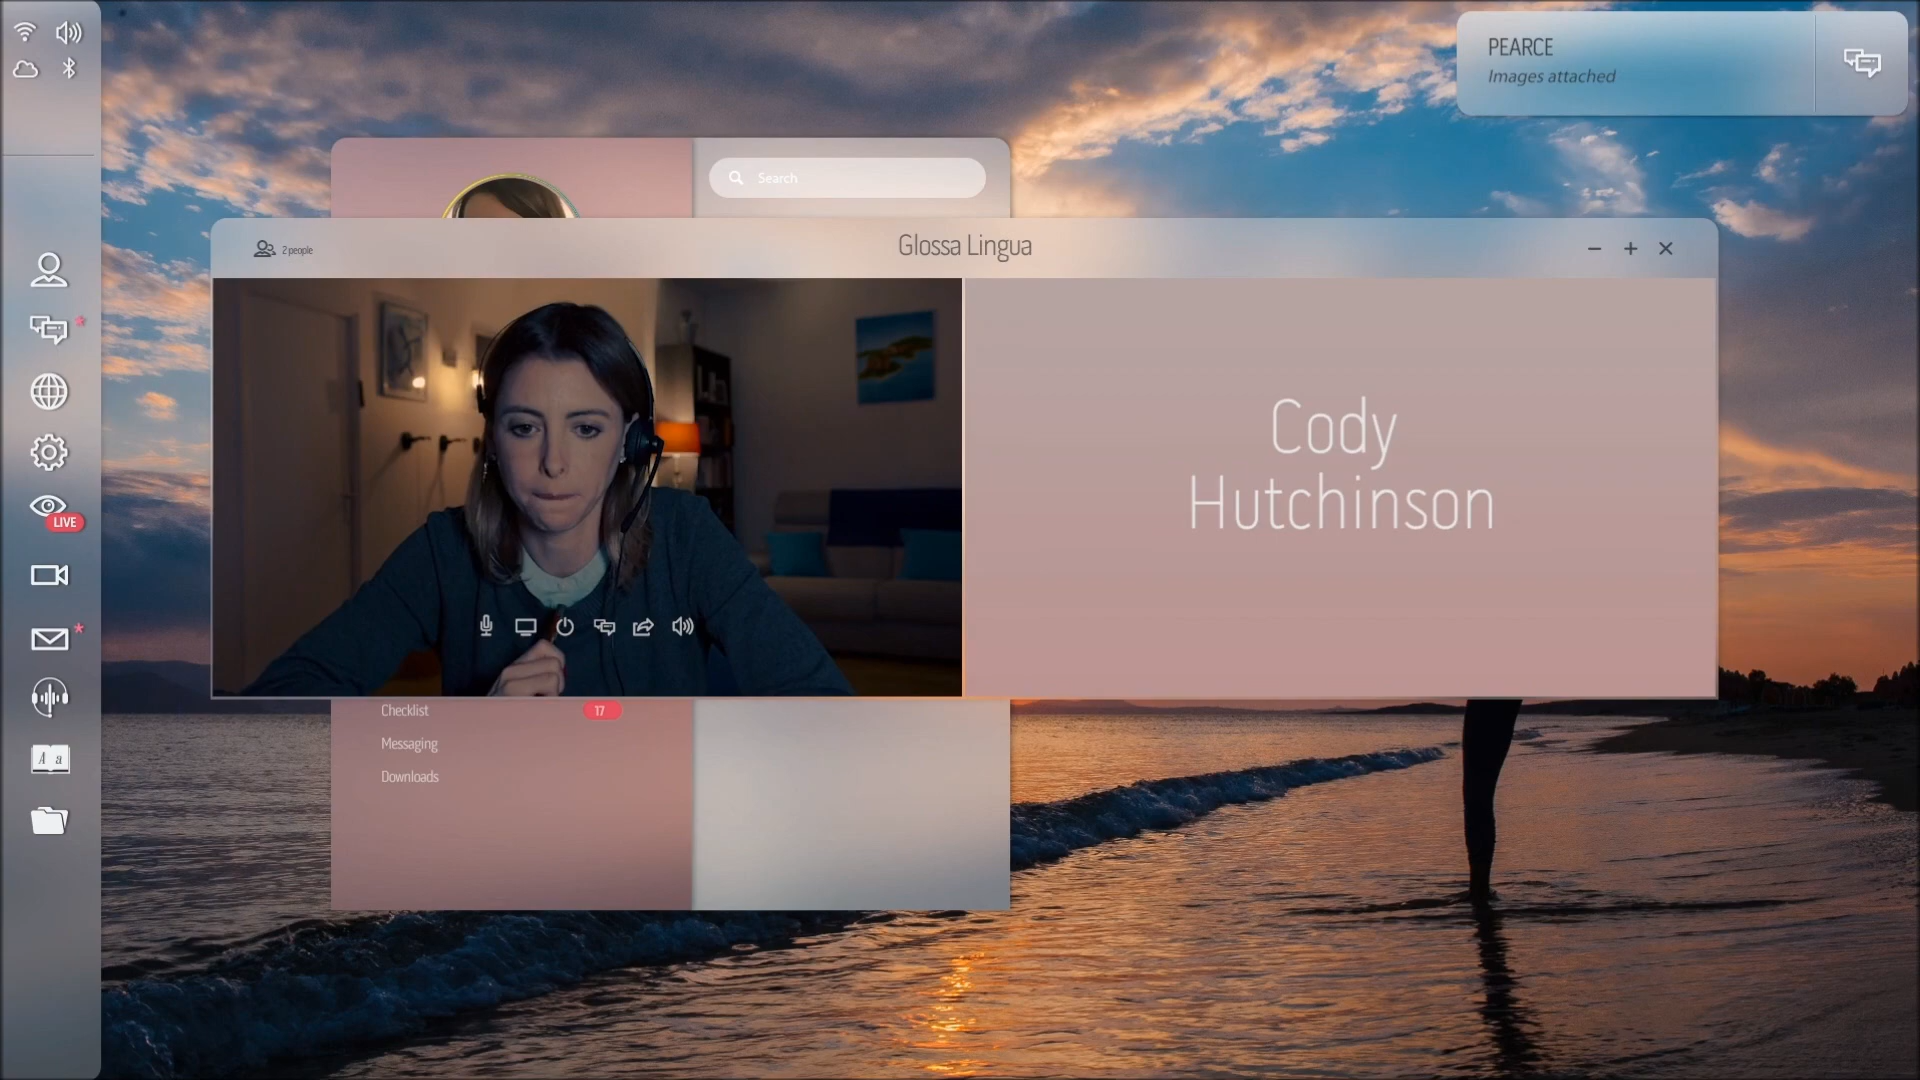 PEARCE
Images attached
Search
2 people
Glossa Lingua
Cody
Hutchinson
LIVE
Checklist
17
Messaging
Downloads
A a